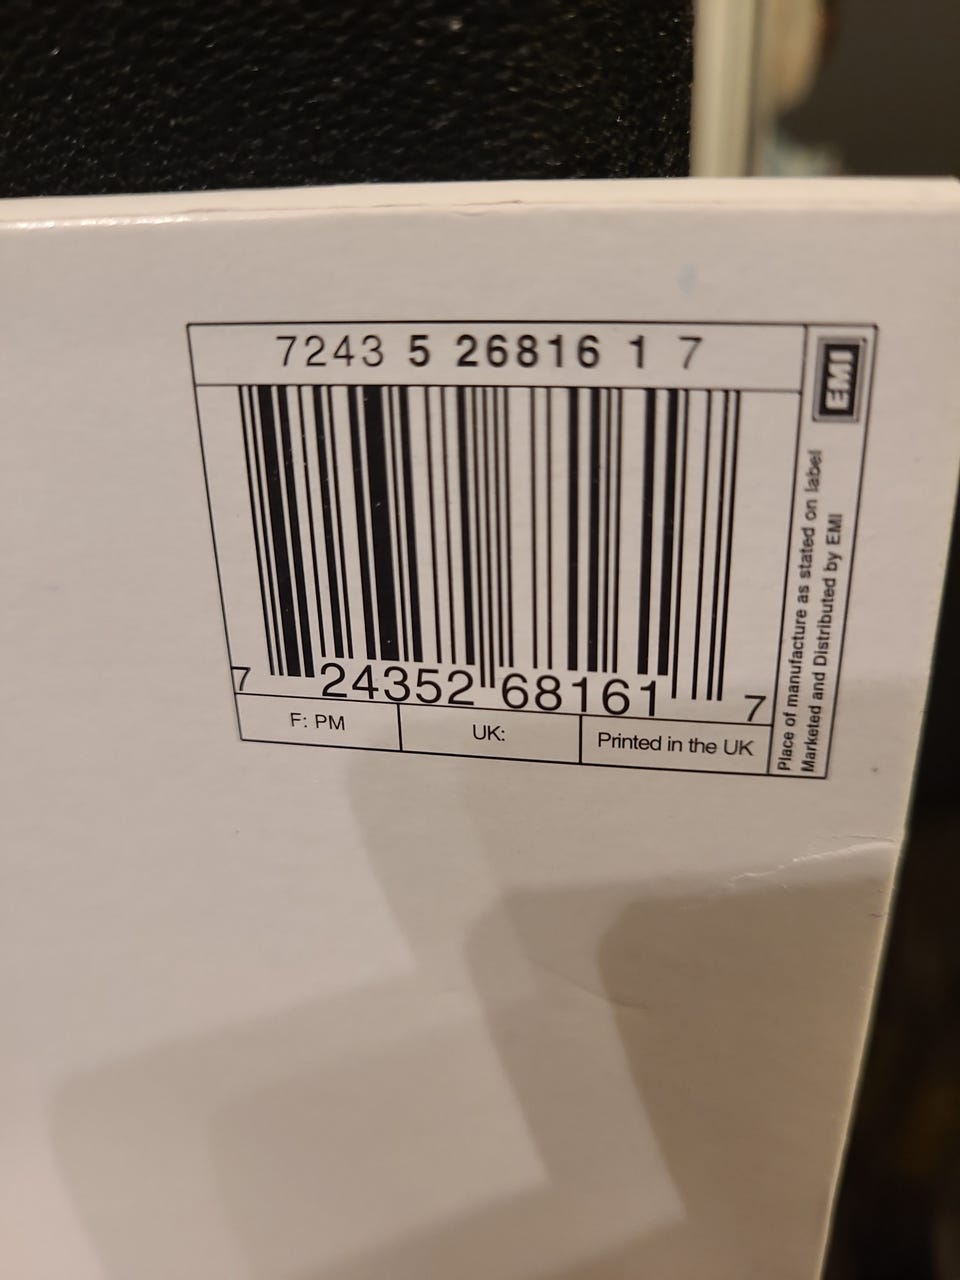 7243 5 26816 1 7
EMI
7 24352 68161 7
F: PM
UK:
Printed in the UK
Place of manufacture as stated on label
Marketed and Distributed by EMI